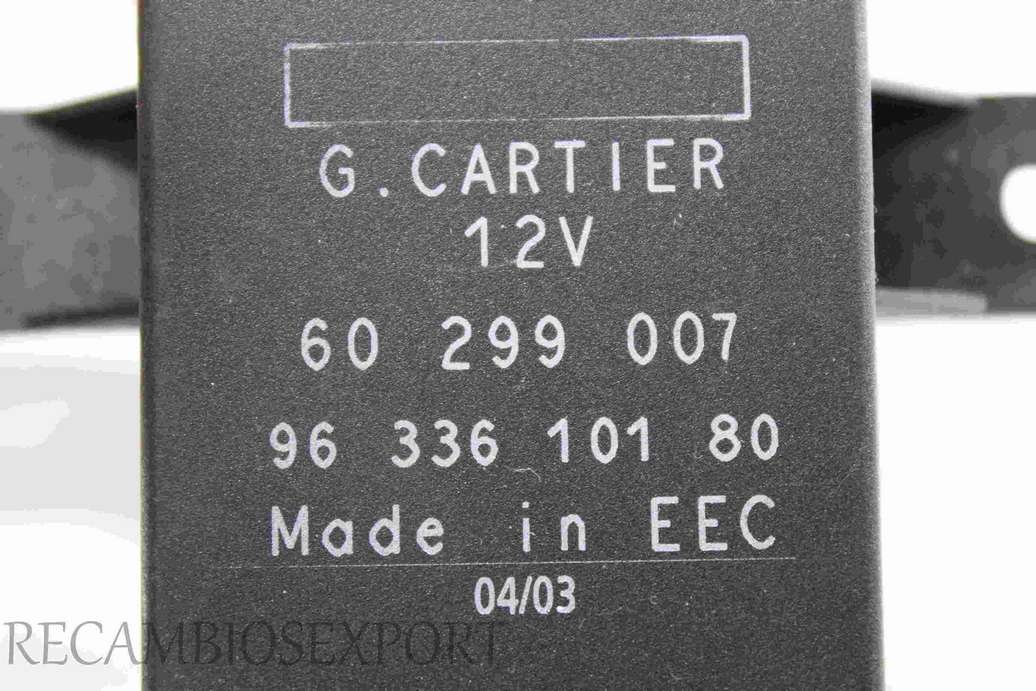 G.CARTIER
12V
60 299 007
96 336 101 80
Made in EEC
04/03
RECAMBIOSEXPORT